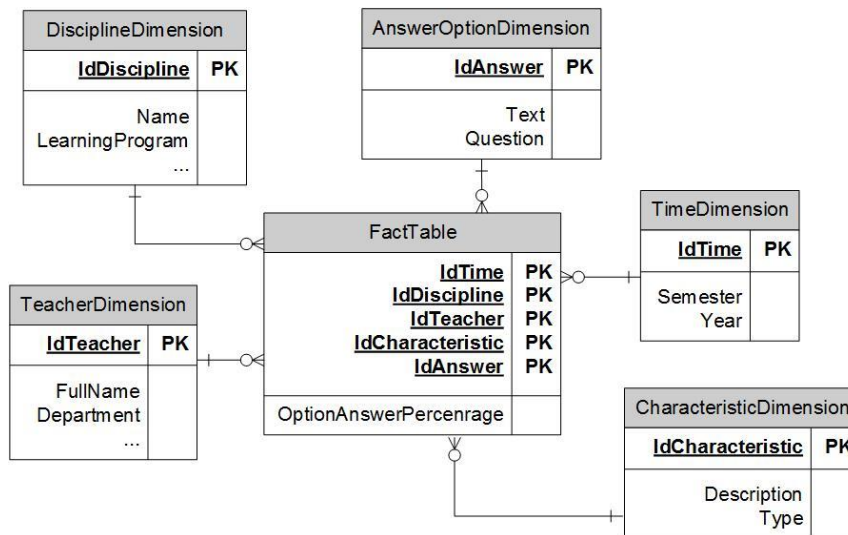 DisciplineDimension
IdDiscipline PK
Name
LearningProgram
...
AnswerOptionDimension
IdAnswer PK
Text
Question
TimeDimension
IdTime PK
Semester
Year
FactTable
IdTime PK
IdDiscipline PK
IdTeacher PK
IdCharacteristic PK
IdAnswer PK
OptionAnswerPercenrage
TeacherDimension
IdTeacher PK
FullName
Department
...
CharacteristicDimension
IdCharacteristic PK
Description
Type